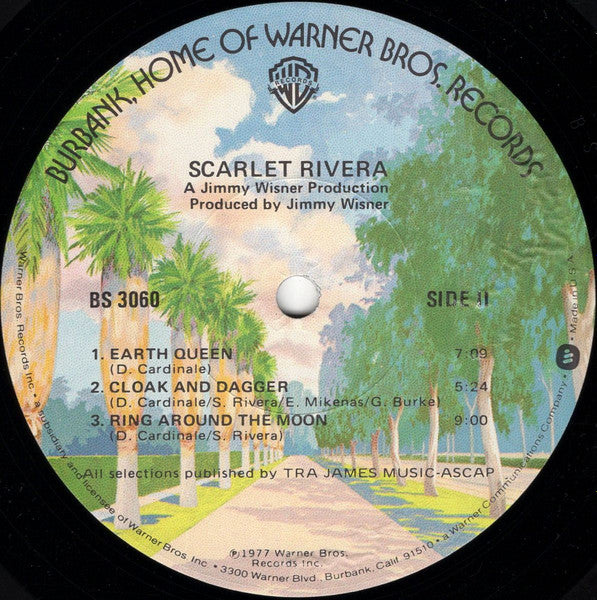 BURBANK, HOME OF WARNER BROS. RECORDS
RECORDS
SCARLET RIVERA
A Jimmy Wisner Production
Produced by Jimmy Wisner
BS 3060
SIDE II
1. EARTH QUEEN 7:09
(D. Cardinale)
2. CLOAK AND DAGGER 5:24
(D. Cardinale/S. Rivera/E. Mikenas/G. Burke)
3. RING AROUND THE MOON 9:00
(D. Cardinale/S. Rivera)
All selections published by TRA JAMES MUSIC-ASCAP
℗1977 Warner Bros.
Records Inc.
Warner Bros. Records Inc. • a subsidiary and licensee of Warner Bros. Inc. • 3300 Warner Blvd., Burbank, Calif. 91510 • a Warner Communications Company • Made in U.S.A.